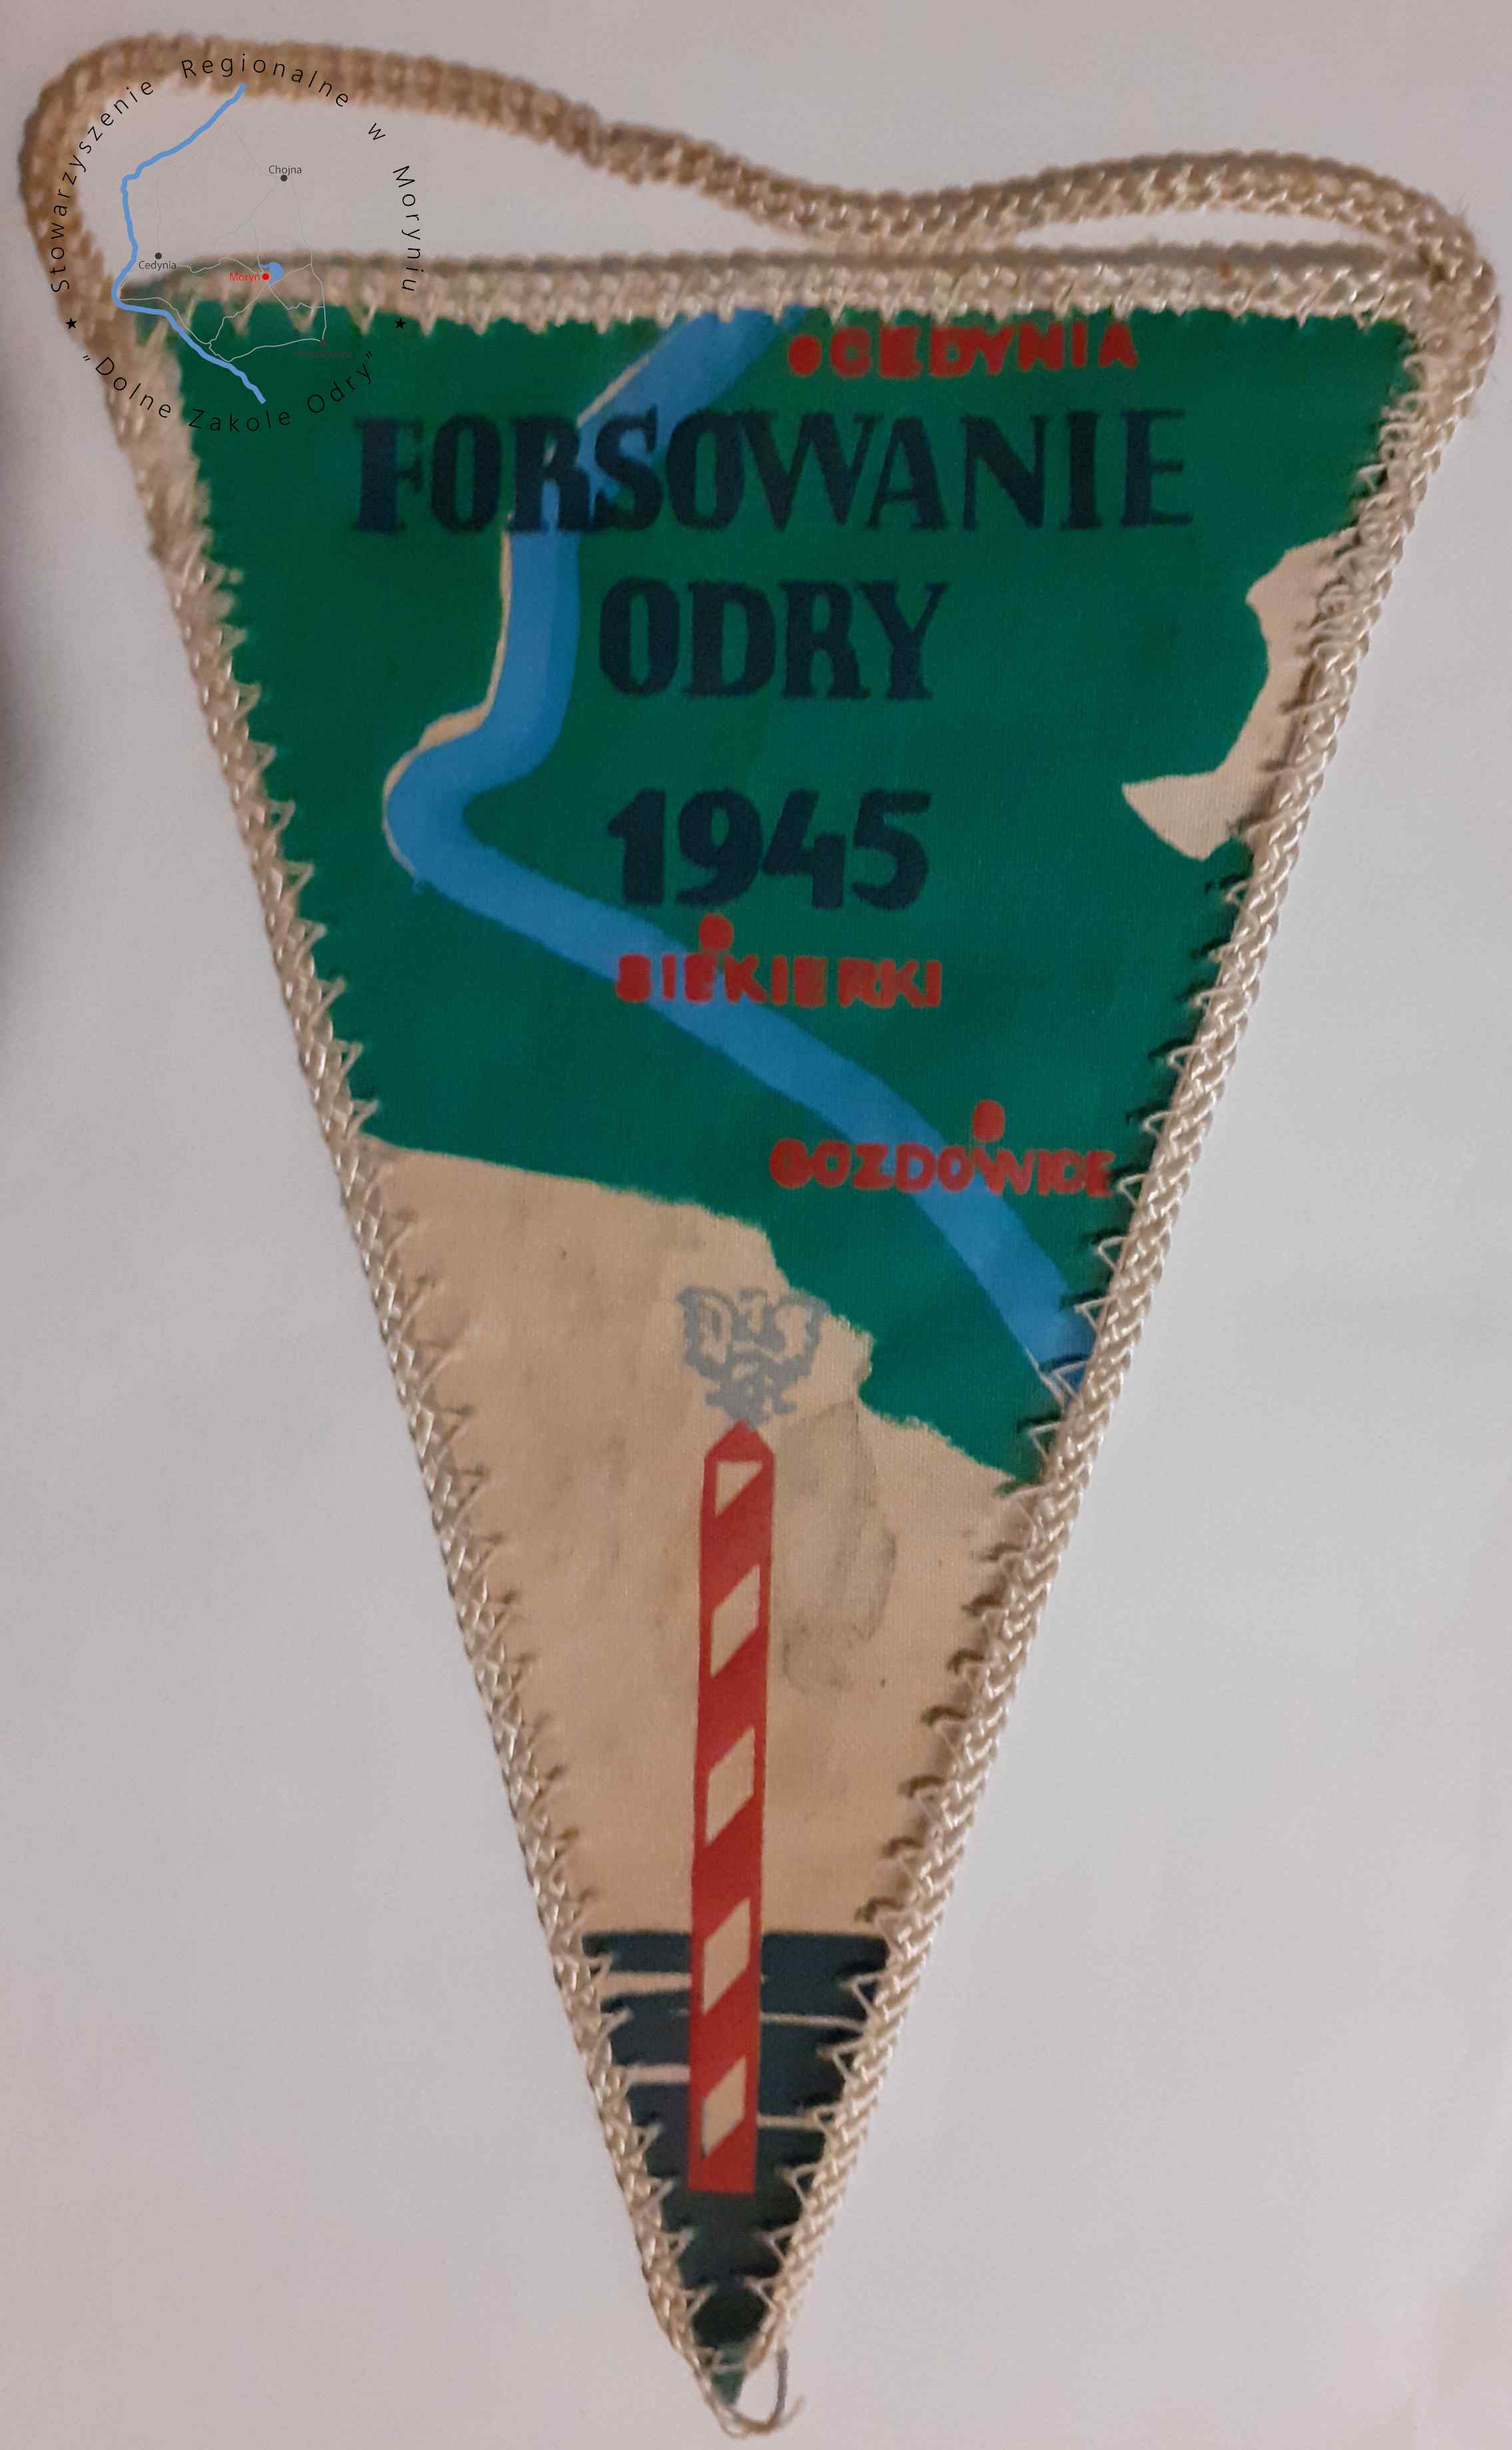 Stowarzyszenie Regionalne w Moryniu
Chojna
Cedynia
Moryń
„Dolne Zakole Odry”
CEDYNIA
FORSOWANIE
ODRY
1945
SIEKIERKI
GOZDOWICE